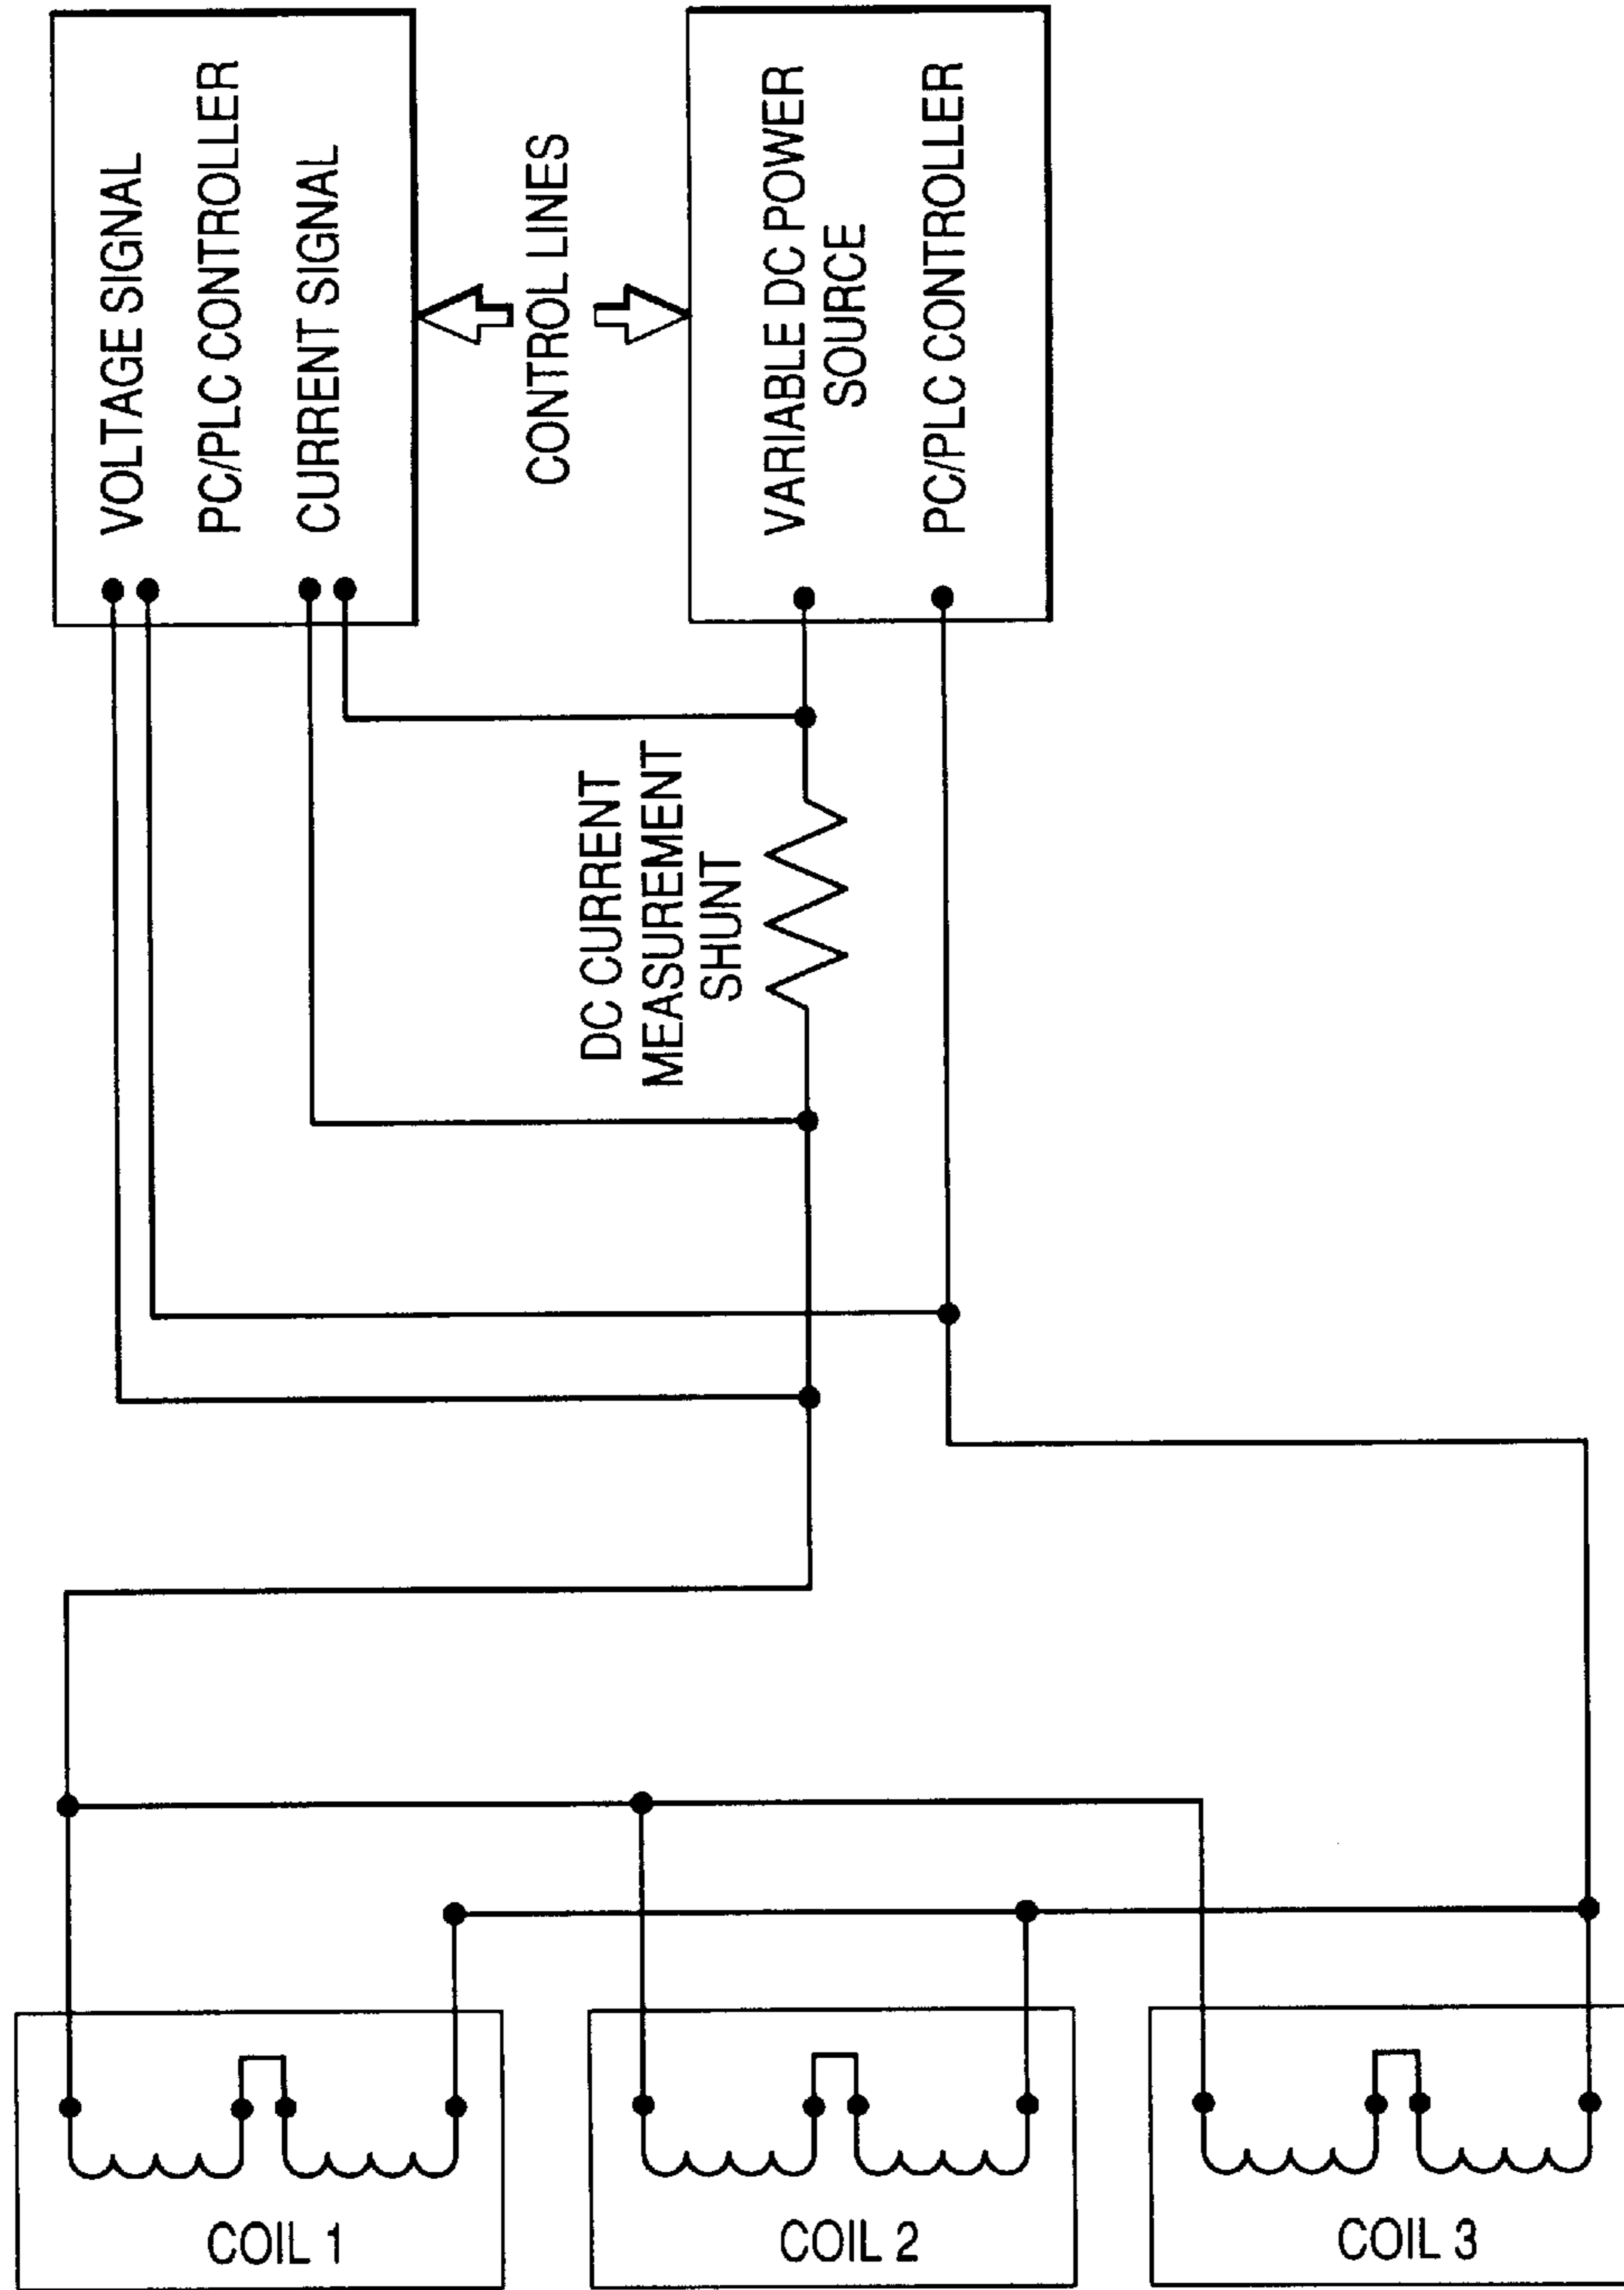 VOLTAGE SIGNAL
PC/PLC CONTROLLER
CURRENT SIGNAL
CONTROL LINES
VARIABLE DC POWER
SOURCE
PC/PLC CONTROLLER
DC CURRENT
MEASUREMENT
SHUNT
COIL 1
COIL 2
COIL 3